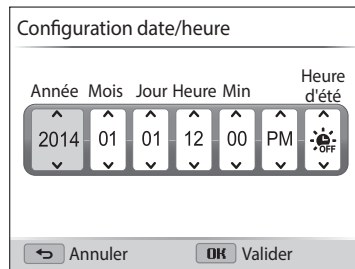 Configuration date/heure
Année Mois Jour Heure Min Heure d'été
2014 01 01 12 00 PM OFF
Annuler OK Valider